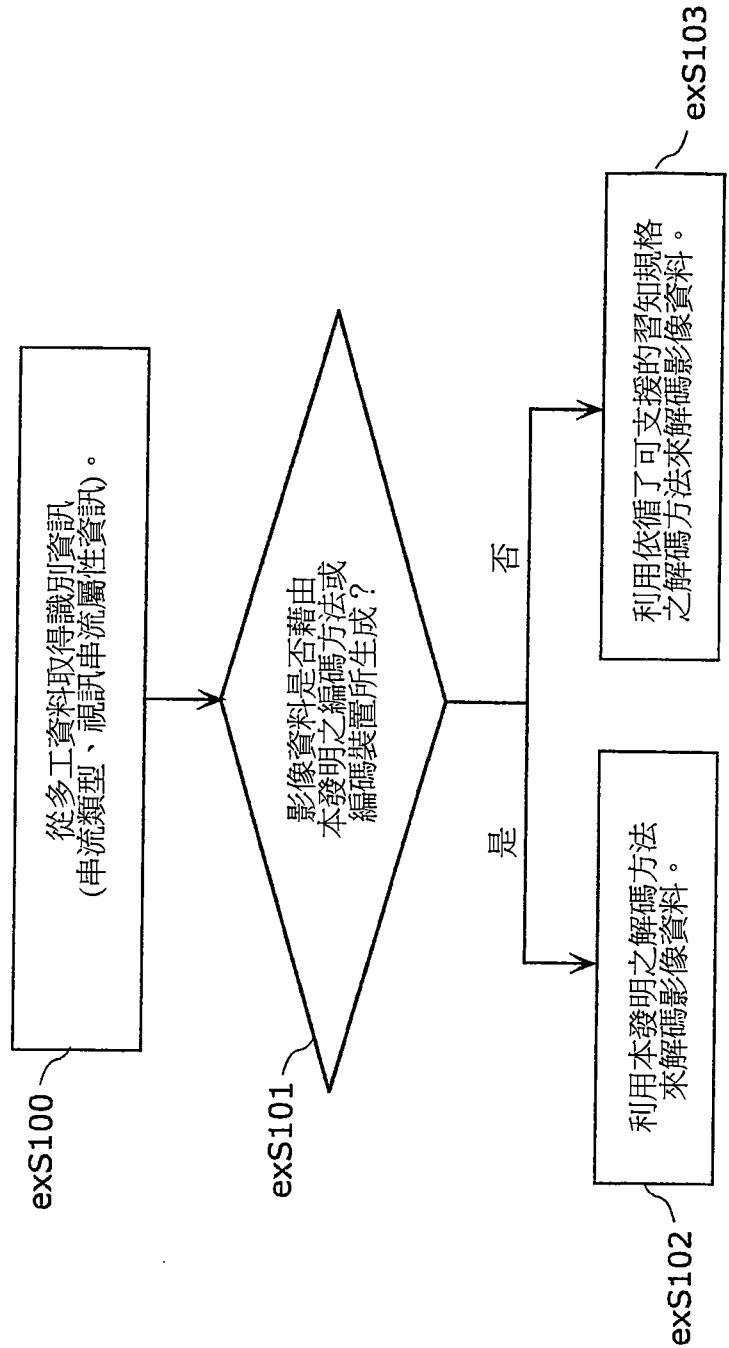 exS100
從多工資料取得識別資訊
(串流類型、視訊串流屬性資訊)。
exS101
影像資料是否藉由
本發明之編碼方法或
編碼裝置所生成？
是
否
exS102
利用本發明之解碼方法
來解碼影像資料。
exS103
利用依循了可支援的習知規格
之解碼方法來解碼影像資料。